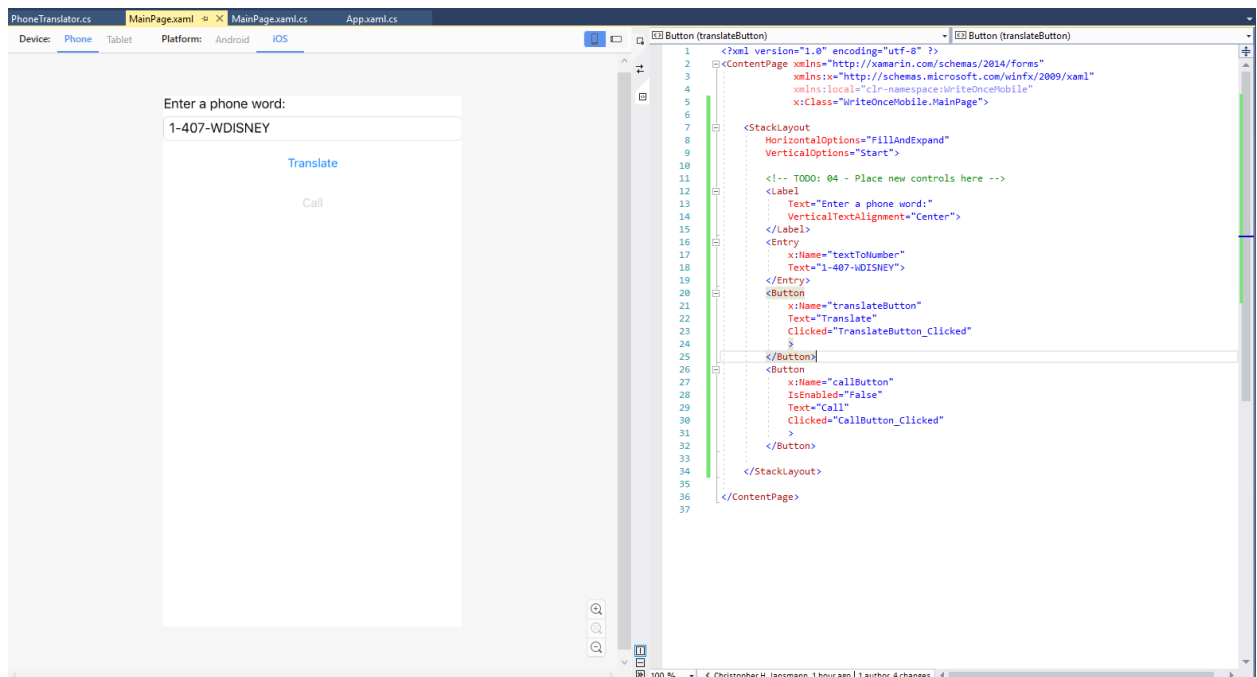 PhoneTranslator.cs MainPage.xaml MainPage.xaml.cs App.xaml.cs
Device: Phone Tablet Platform: Android iOS
Enter a phone word:
1-407-WDISNEY
Translate
Call
Button (translateButton) Button (translateButton)
1 <?xml version="1.0" encoding="utf-8" ?>
2 <ContentPage xmlns="http://xamarin.com/schemas/2014/forms"
3 xmlns:x="http://schemas.microsoft.com/winfx/2009/xaml"
4 xmlns:local="clr-namespace:WriteOnceMobile"
5 x:Class="WriteOnceMobile.MainPage">
6
7 <StackLayout
8 HorizontalOptions="FillAndExpand"
9 VerticalOptions="Start">
10
11 <!-- TODO: 04 - Place new controls here -->
12 <Label
13 Text="Enter a phone word:"
14 VerticalTextAlignment="Center">
15 </Label>
16 <Entry
17 x:Name="textToNumber"
18 Text="1-407-WDISNEY">
19 </Entry>
20 <Button
21 x:Name="translateButton"
22 Text="Translate"
23 Clicked="TranslateButton_Clicked"
24 >
25 </Button>
26 <Button
27 x:Name="callButton"
28 IsEnabled="False"
29 Text="Call"
30 Clicked="CallButton_Clicked"
31 >
32 </Button>
33
34 </StackLayout>
35
36 </ContentPage>
37
100 % Christopher H. Jansmann, 1 hour ago | 1 author, 4 changes